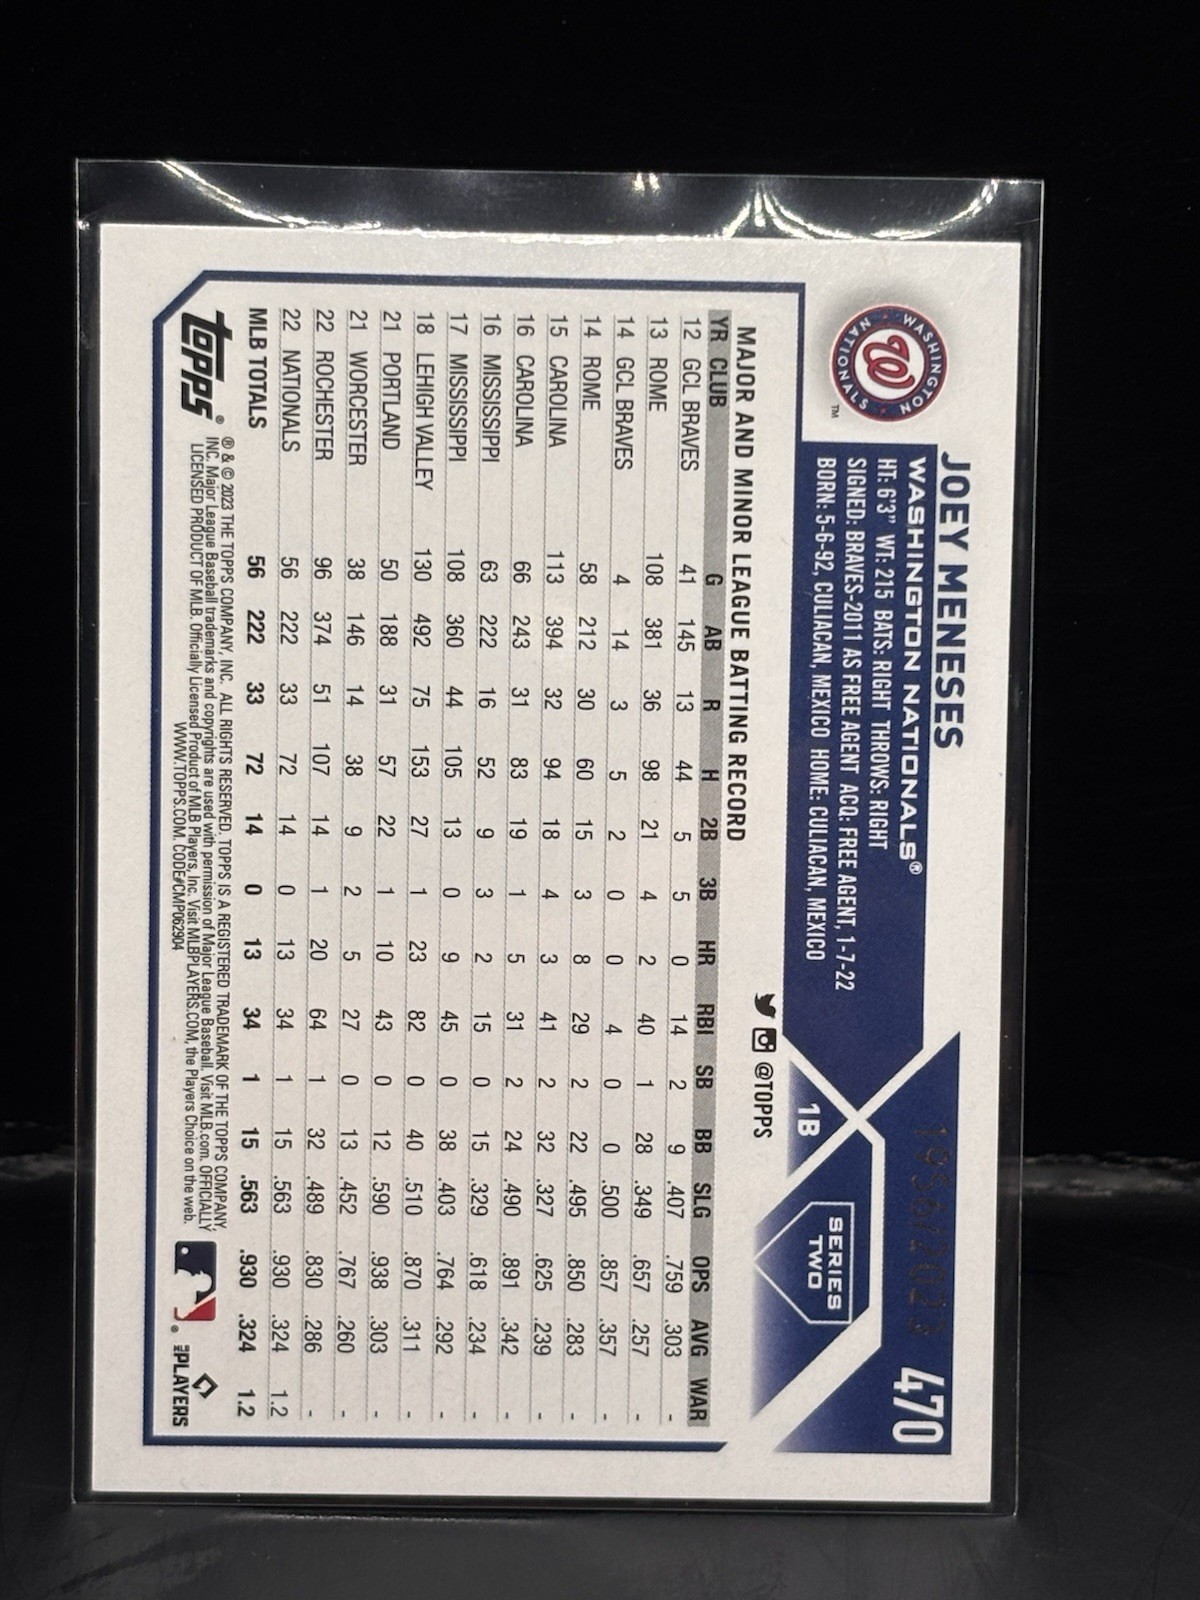 WASHINGTON NATIONALS
W
TM
JOEY MENESES
WASHINGTON NATIONALS®
HT: 6'3" WT: 215 BATS: RIGHT THROWS: RIGHT
SIGNED: BRAVES-2011 AS FREE AGENT ACQ: FREE AGENT, 1-7-22
BORN: 5-6-92, CULIACAN, MEXICO HOME: CULIACAN, MEXICO
470
1B
SERIES
TWO
MAJOR AND MINOR LEAGUE BATTING RECORD
@TOPPS
YR CLUB G AB R H 2B 3B HR RBI SB BB SLG OPS AVG WAR
12 GCL BRAVES 41 145 13 44 5 5 0 14 2 9 .407 .759 .303 -
13 ROME 108 381 36 98 21 4 2 40 1 28 .349 .657 .257 -
14 GCL BRAVES 4 14 3 5 2 0 0 4 0 0 .500 .857 .357 -
14 ROME 58 212 30 60 15 3 8 29 2 22 .495 .850 .283 -
15 CAROLINA 113 394 32 94 18 4 3 41 2 32 .327 .625 .239 -
16 CAROLINA 66 243 31 83 19 1 5 31 2 24 .490 .891 .342 -
16 MISSISSIPPI 63 222 16 52 9 3 2 15 0 15 .329 .618 .234 -
17 MISSISSIPPI 108 360 44 105 13 0 9 45 0 38 .403 .764 .292 -
18 LEHIGH VALLEY 130 492 75 153 27 1 23 82 0 40 .510 .870 .311 -
21 PORTLAND 50 188 31 57 22 1 10 43 0 12 .590 .938 .303 -
21 WORCESTER 38 146 14 38 9 2 5 27 0 13 .452 .767 .260 -
22 ROCHESTER 96 374 51 107 14 1 20 64 1 32 .489 .830 .286 -
22 NATIONALS 56 222 33 72 14 0 13 34 1 15 .563 .930 .324 1.2
MLB TOTALS 56 222 33 72 14 0 13 34 1 15 .563 .930 .324 1.2
topps®
® & © 2023 THE TOPPS COMPANY, INC. ALL RIGHTS RESERVED. TOPPS IS A REGISTERED TRADEMARK OF THE TOPPS COMPANY,
INC. Major League Baseball trademarks and copyrights are used with permission of Major League Baseball. Visit MLB.com. OFFICIALLY
LICENSED PRODUCT OF MLB. Officially Licensed Product of MLB Players, Inc. Visit MLBPLAYERS.COM, the Players Choice on the web.
WWW.TOPPS.COM. CODE#CMP062904
®
MLB PLAYERS